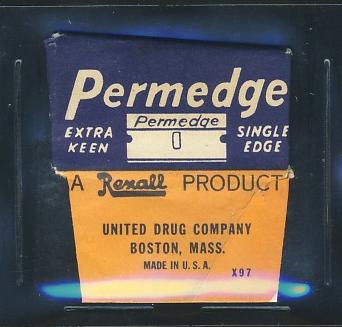 Permedge
EXTRA KEEN
Permedge
SINGLE EDGE
A Rexall PRODUCT
UNITED DRUG COMPANY
BOSTON, MASS.
MADE IN U.S.A.
X97